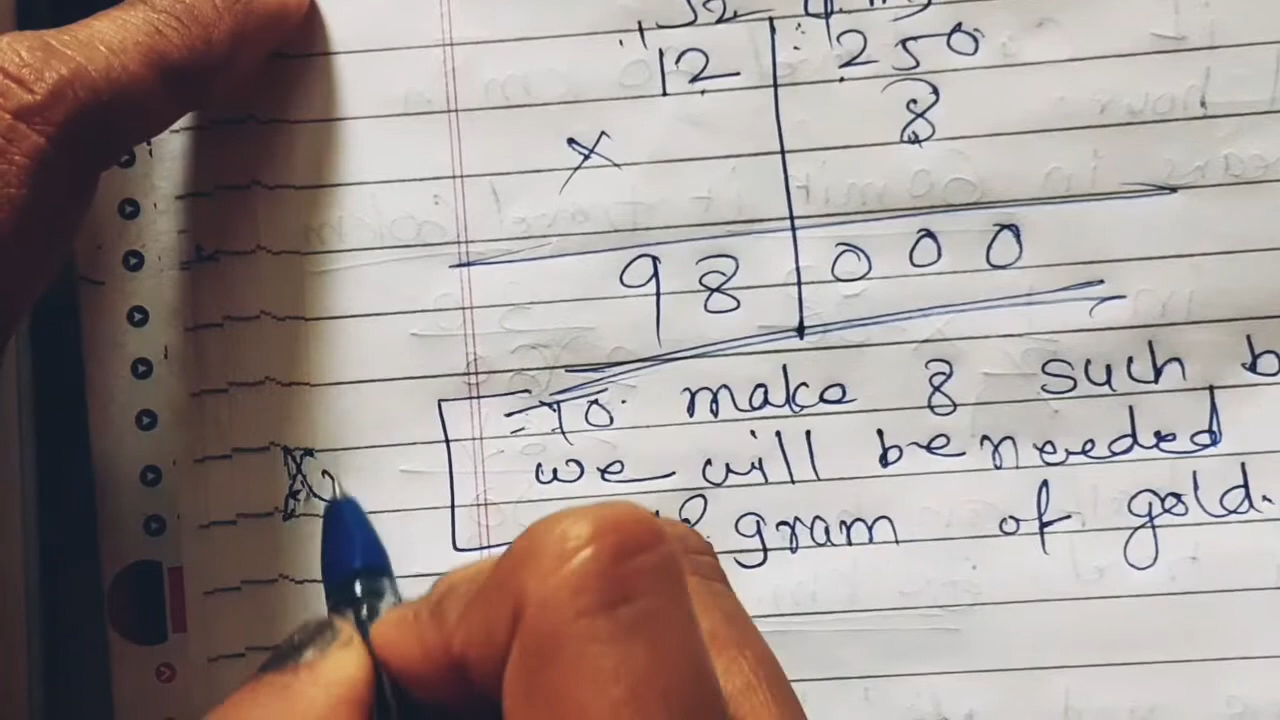 12 250
× 8
98 000
= To make 8 such b
we will be needed
gram of gold.